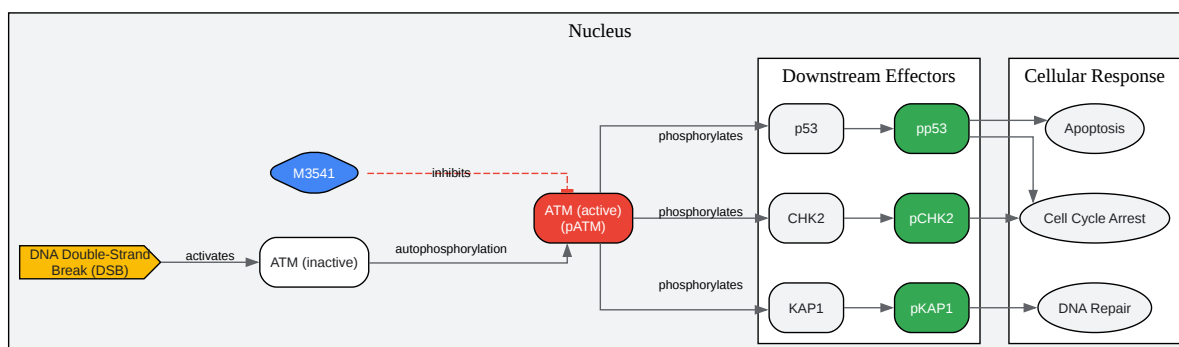 Nucleus
Downstream Effectors
Cellular Response
p53
pp53
Apoptosis
phosphorylates
M3541
inhibits
ATM (active)
(pATM)
phosphorylates
CHK2
pCHK2
Cell Cycle Arrest
DNA Double-Strand
Break (DSB)
activates
ATM (inactive)
autophosphorylation
phosphorylates
KAP1
pKAP1
DNA Repair